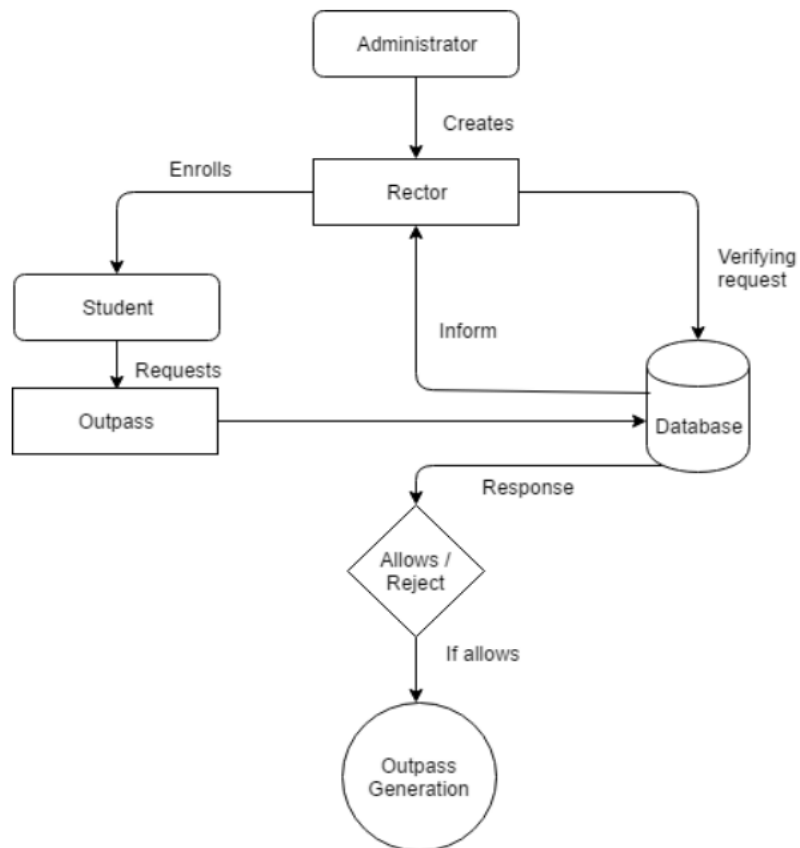 Administrator
Creates
Enrolls
Rector
Verifying
request
Student
Inform
Requests
Outpass
Database
Response
Allows /
Reject
If allows
Outpass
Generation